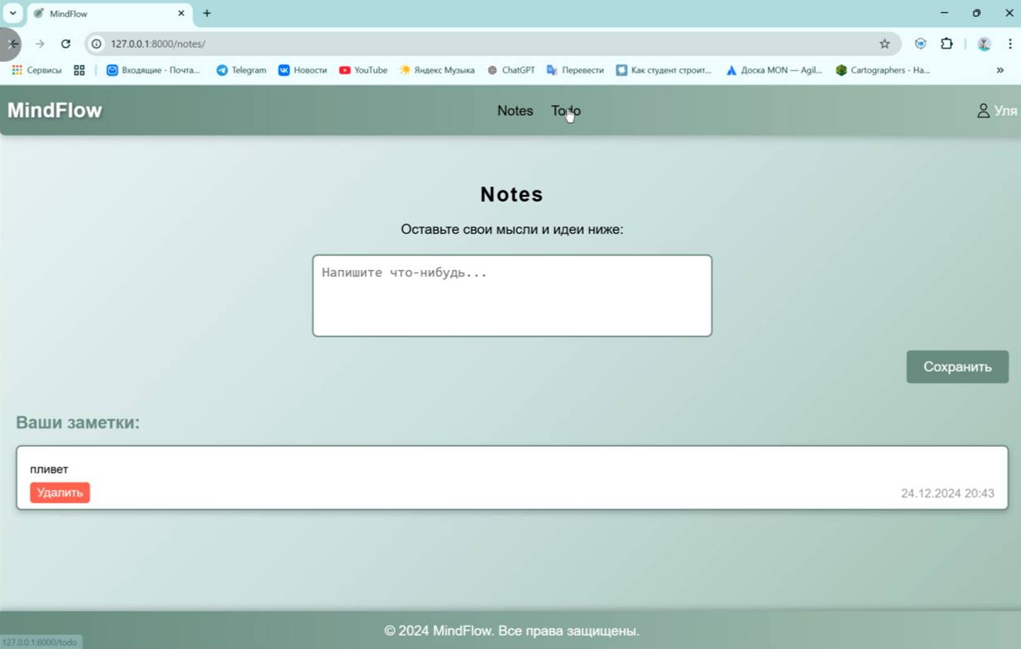 MindFlow
127.0.0.1:8000/notes/
Сервисы Входящие - Почта... Telegram Новости YouTube Яндекс Музыка ChatGPT Перевести Как студент строит... Доска MON — Agil... Cartographers - На... »
MindFlow Notes Todo Уля
Notes
Оставьте свои мысли и идеи ниже:
Напишите что-нибудь...
Сохранить
Ваши заметки:
пливет
Удалить 24.12.2024 20:43
© 2024 MindFlow. Все права защищены.
127.0.0.1:8000/todo